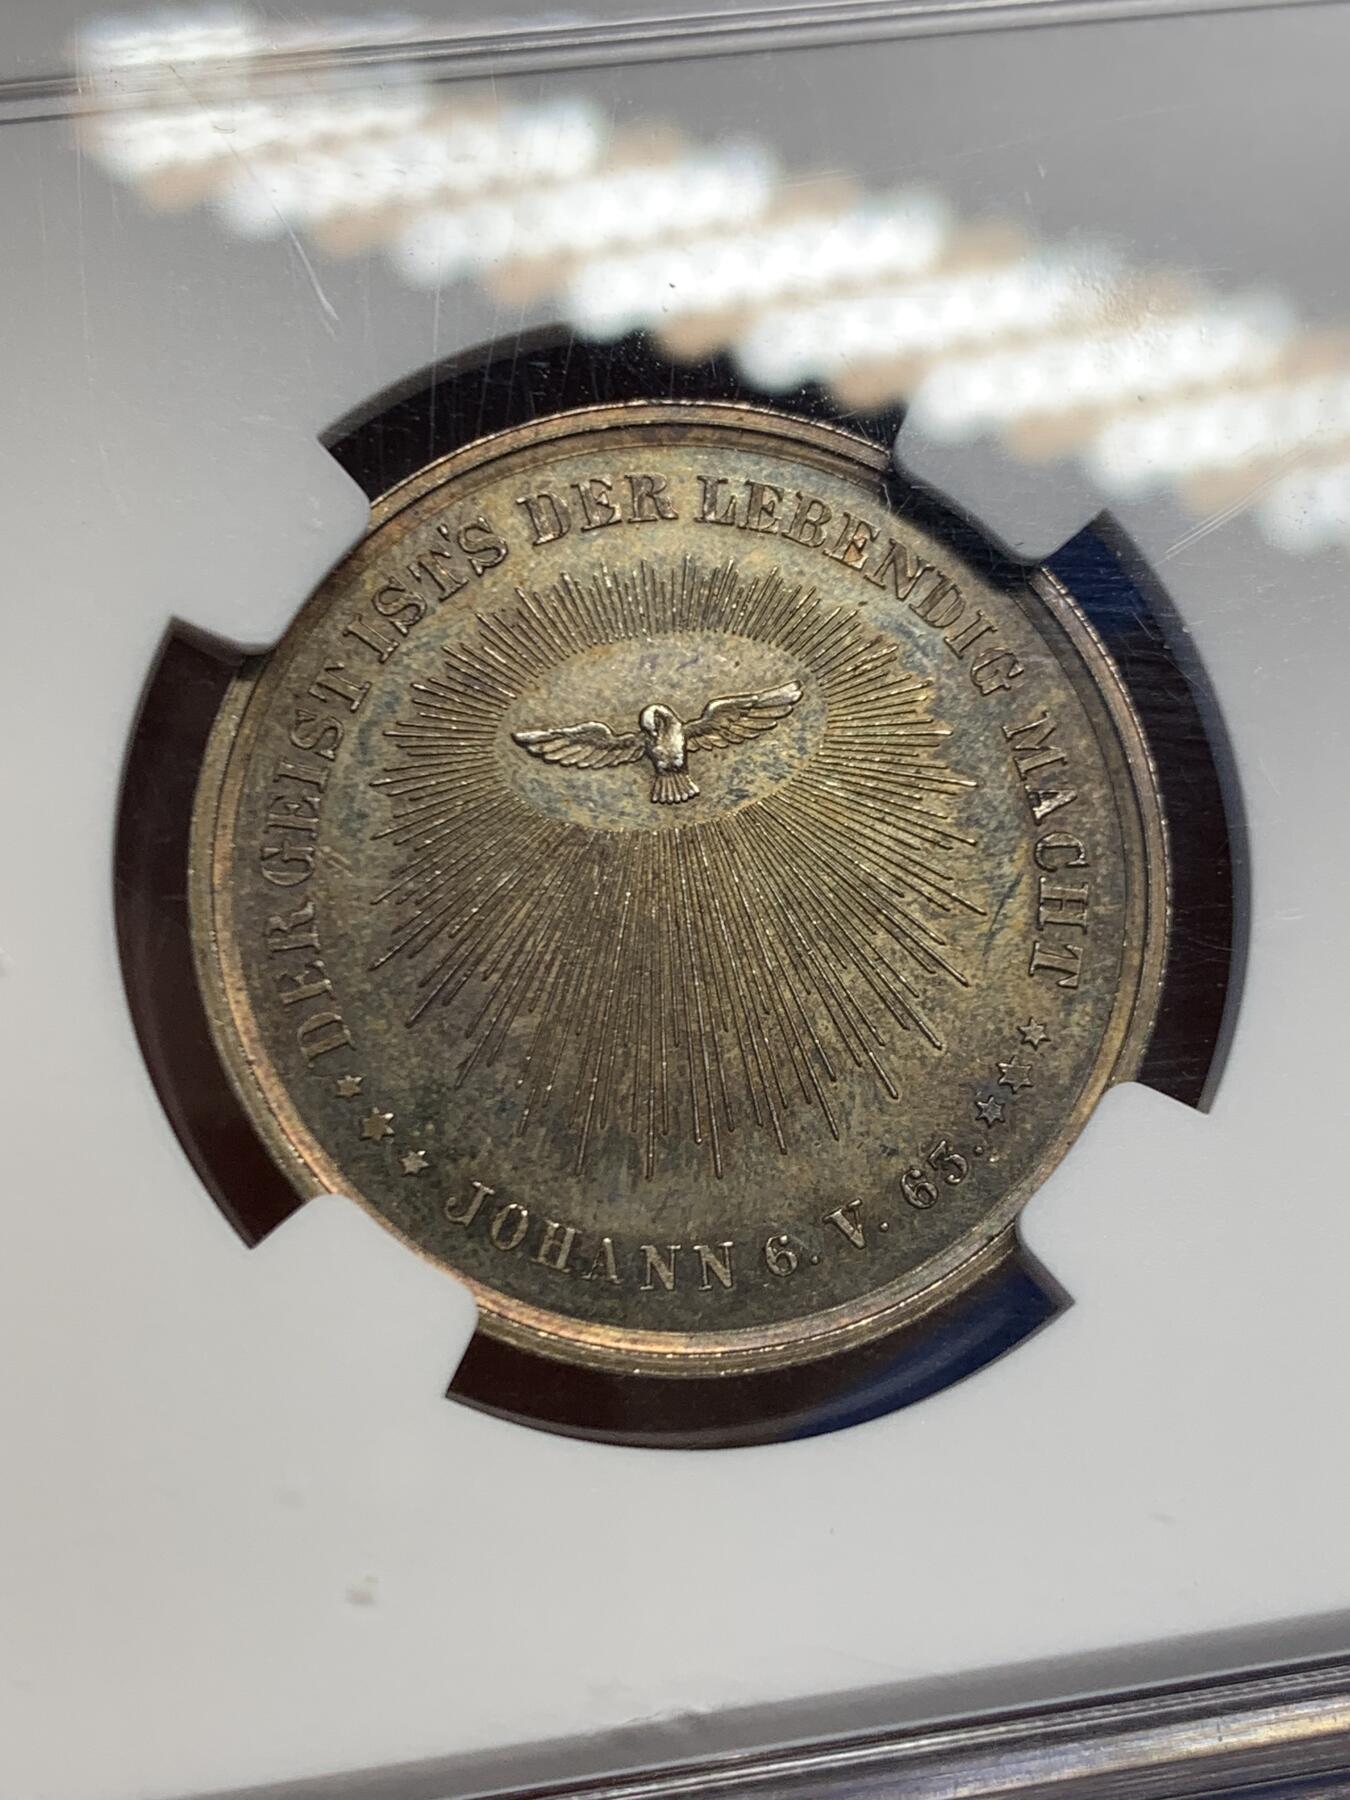 DER GEIST IST'S DER LEBENDIG MACHT
JOHANN 6. V. 63.